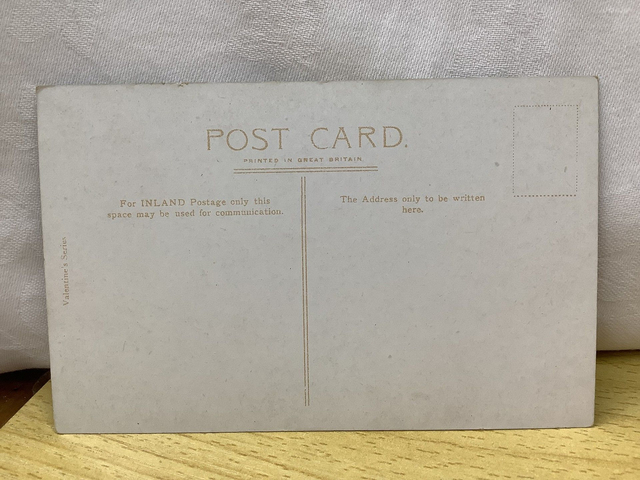 POST CARD.
PRINTED IN GREAT BRITAIN.
For INLAND Postage only this
space may be used for communication.
The Address only to be written
here.
Valentine's Series